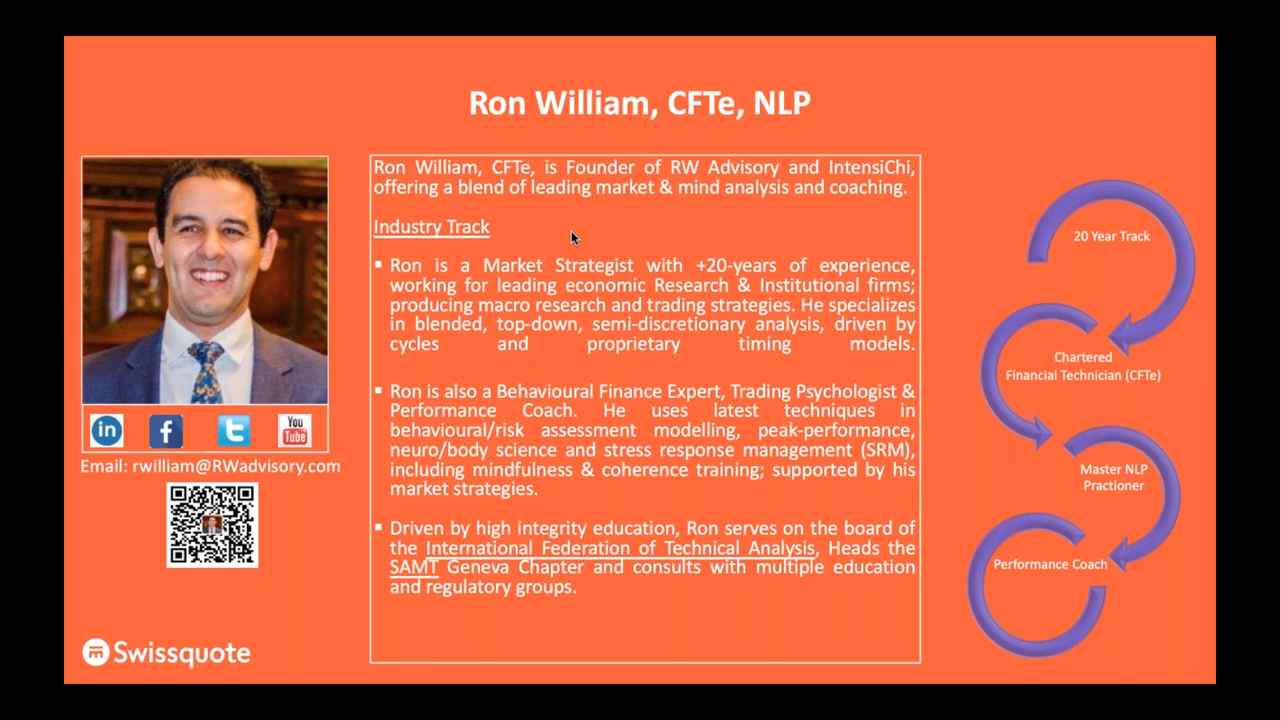 Ron William, CFTe, NLP
Ron William, CFTe, is Founder of RW Advisory and IntensiChi,
offering a blend of leading market & mind analysis and coaching.
Industry Track
▪ Ron is a Market Strategist with +20-years of experience,
working for leading economic Research & Institutional firms;
producing macro research and trading strategies. He specializes
in blended, top-down, semi-discretionary analysis, driven by
cycles and proprietary timing models.
▪ Ron is also a Behavioural Finance Expert, Trading Psychologist &
Performance Coach. He uses latest techniques in
behavioural/risk assessment modelling, peak-performance,
neuro/body science and stress response management (SRM),
including mindfulness & coherence training; supported by his
market strategies.
▪ Driven by high integrity education, Ron serves on the board of
the International Federation of Technical Analysis, Heads the
SAMT Geneva Chapter and consults with multiple education
and regulatory groups.
in
f
t
You
Tube
Email: rwilliam@RWadvisory.com
Swissquote
20 Year Track
Chartered
Financial Technician (CFTe)
Master NLP
Practioner
Performance Coach